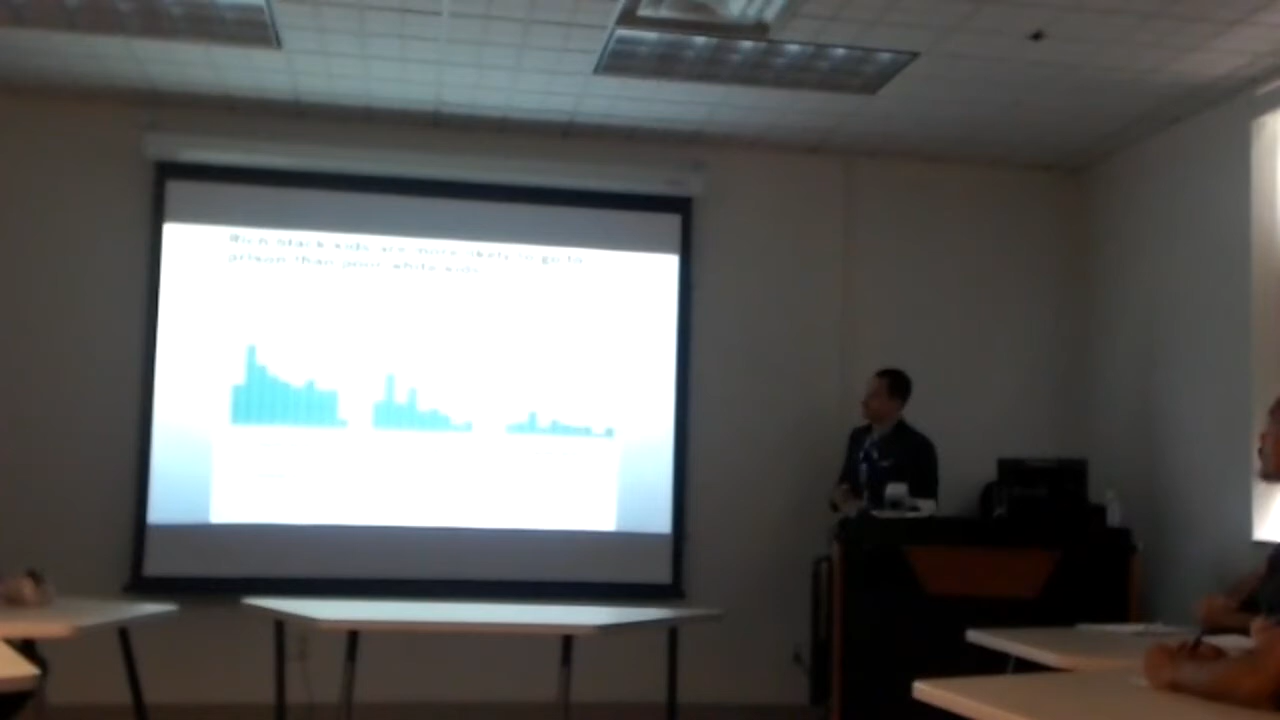 Rich black kids are more likely to go to
prison than poor white kids